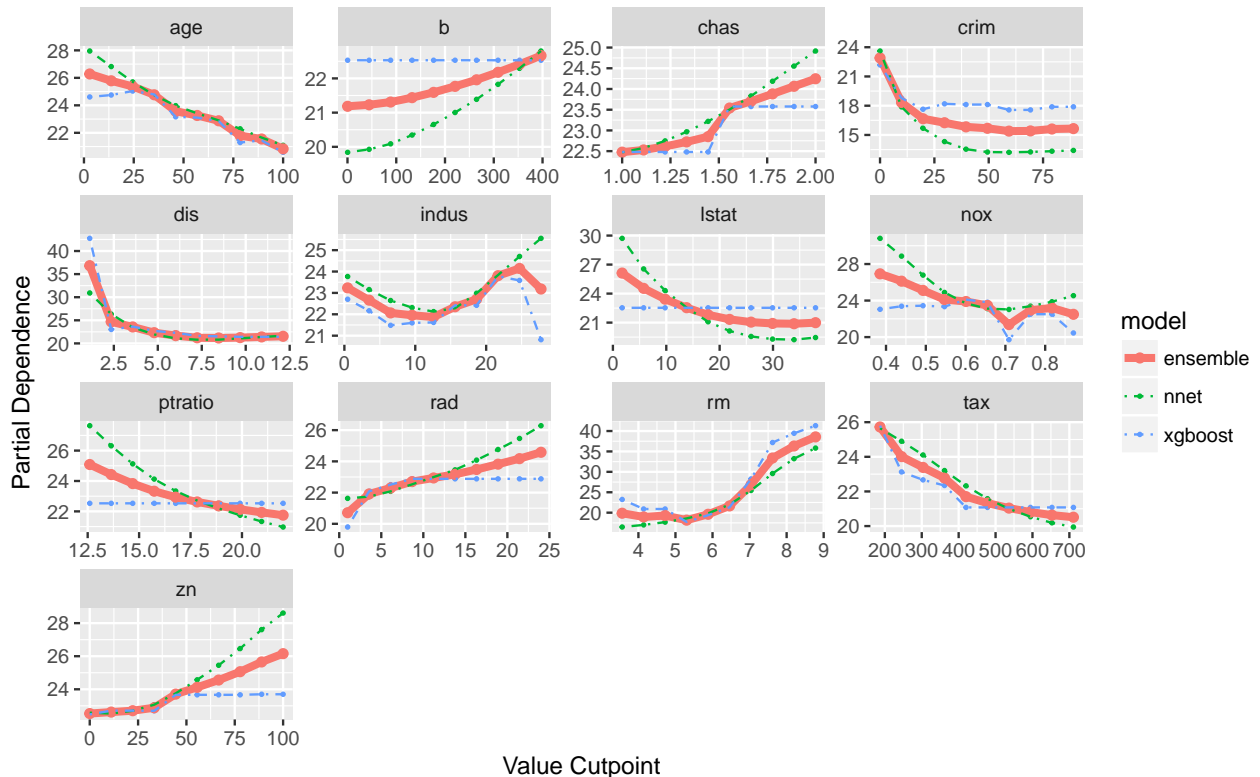 age b chas crim
28
26
24
22
0 25 50 75 100
22
21
20
0 100 200 300 400
25.0
24.5
24.0
23.5
23.0
22.5
1.00 1.25 1.50 1.75 2.00
24
21
18
15
0 25 50 75
dis indus lstat nox
40
35
30
25
20
2.5 5.0 7.5 10.0 12.5
25
24
23
22
21
0 10 20
30
27
24
21
10 20 30
28
24
20
0.4 0.5 0.6 0.7 0.8
ptratio rad rm tax
26
24
22
12.5 15.0 17.5 20.0
26
24
22
20
0 5 10 15 20 25
40
35
30
25
20
4 5 6 7 8 9
26
24
22
20
200 300 400 500 600 700
zn
28
26
24
0 25 50 75 100
Partial Dependence
Value Cutpoint
model
ensemble
nnet
xgboost